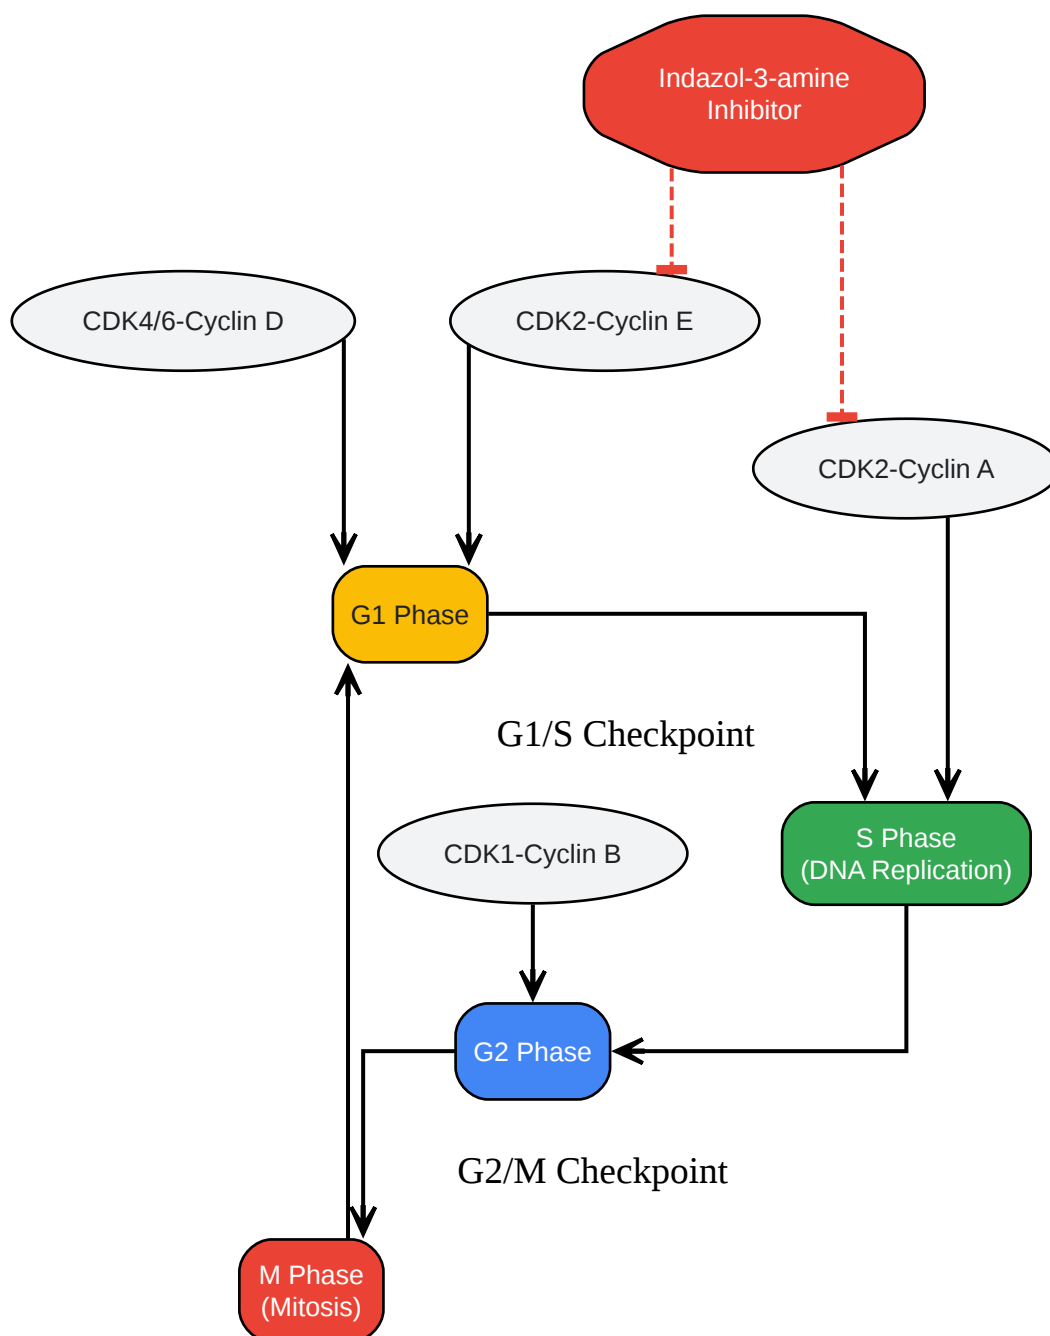 Indazol-3-amine
Inhibitor
CDK4/6-Cyclin D
CDK2-Cyclin E
CDK2-Cyclin A
G1 Phase
G1/S Checkpoint
S Phase
(DNA Replication)
CDK1-Cyclin B
G2 Phase
G2/M Checkpoint
M Phase
(Mitosis)